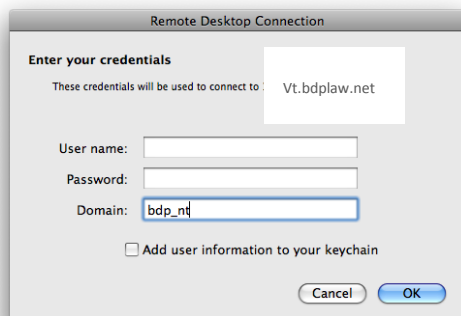 Remote Desktop Connection
Enter your credentials
These credentials will be used to connect to
Vt.bdplaw.net
User name:
Password:
Domain: bdp_nt
Add user information to your keychain
Cancel OK